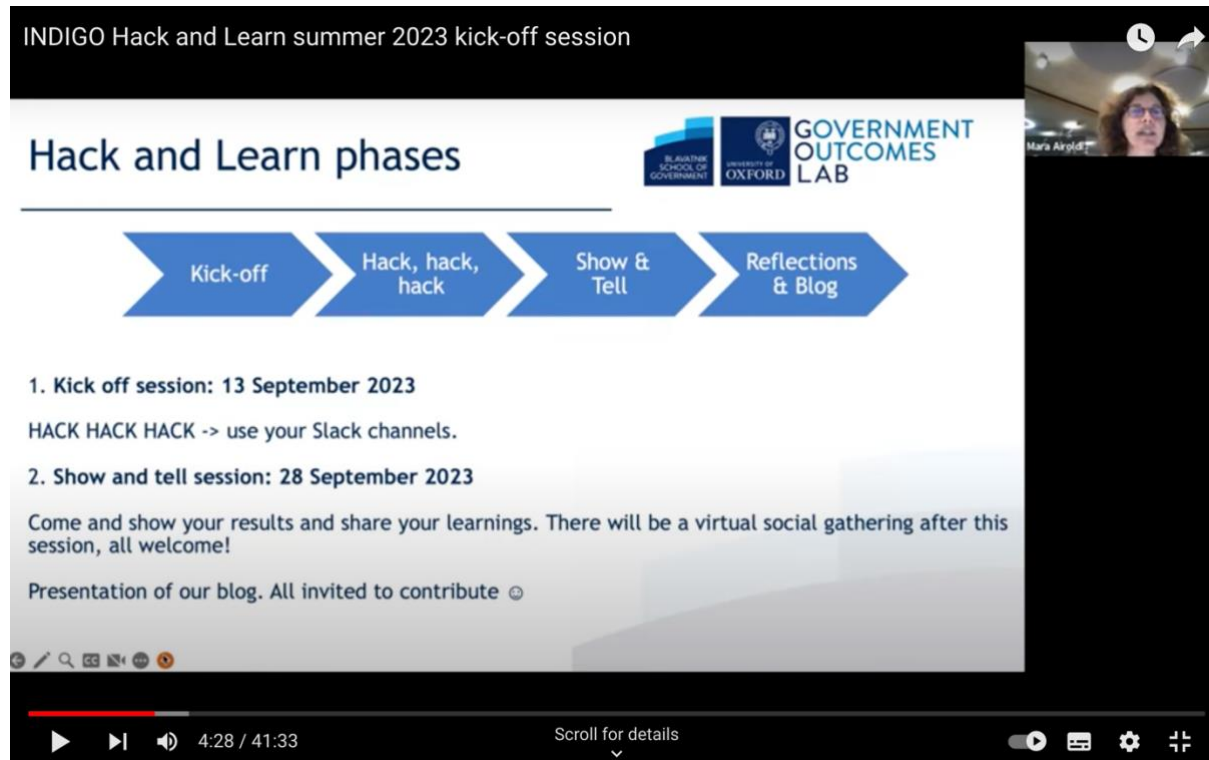 INDIGO Hack and Learn summer 2023 kick-off session
Hack and Learn phases
BLAVATNIK
SCHOOL OF
GOVERNMENT
UNIVERSITY OF
OXFORD
GOVERNMENT
OUTCOMES
LAB
Mara Airoldi
Kick-off
Hack, hack,
hack
Show &
Tell
Reflections
& Blog
1. Kick off session: 13 September 2023
HACK HACK HACK -> use your Slack channels.
2. Show and tell session: 28 September 2023
Come and show your results and share your learnings. There will be a virtual social gathering after this
session, all welcome!
Presentation of our blog. All invited to contribute ☺
CC
4:28 / 41:33
Scroll for details